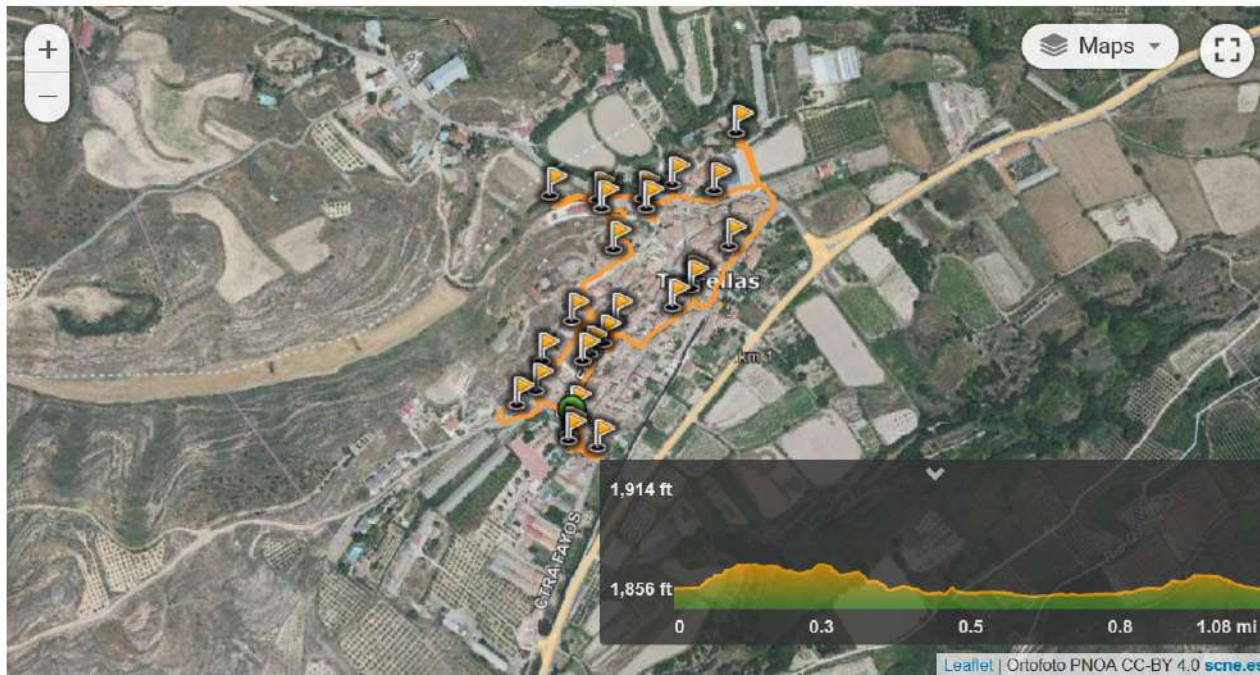 +
Maps
−
km 1
CTRA FAYOS
1,914 ft
1,856 ft
0 0.3 0.5 0.8 1.08 mi
Leaflet | Ortofoto PNOA CC-BY 4.0 scne.es